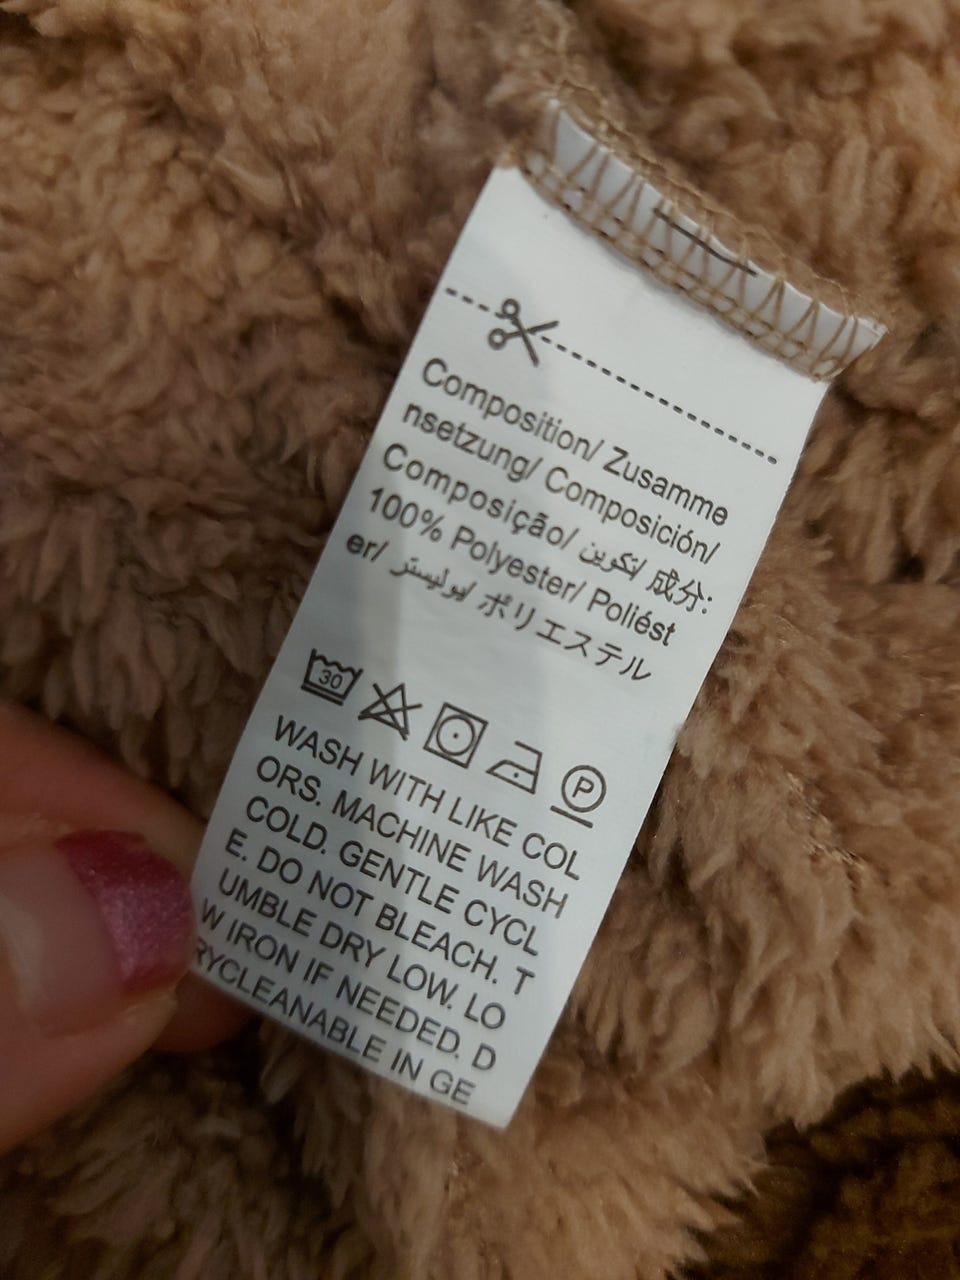 Composition/ Zusamme
nsetzung/ Composición/
Composição/ تكوين/ 成分:
100% Polyester/ Poliést
er/ بوليستر/ ポリエステル
30
P
WASH WITH LIKE COL
ORS. MACHINE WASH
COLD. GENTLE CYCL
E. DO NOT BLEACH. T
UMBLE DRY LOW. LO
W IRON IF NEEDED. D
RYCLEANABLE IN GE